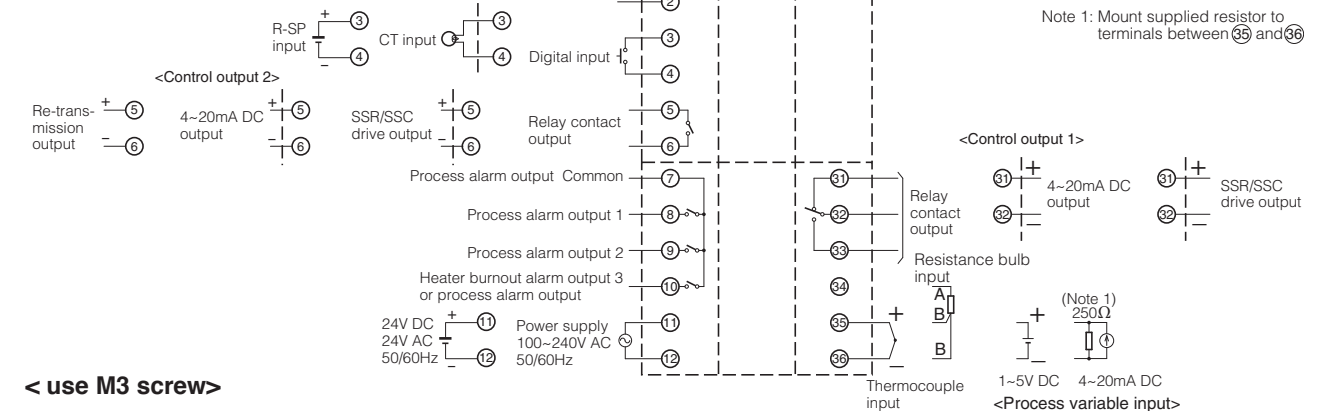 2
Note 1: Mount supplied resistor to
terminals between 35 and 36
R-SP
input
+
−
3
4
CT input
3
4
Digital input
3
4
<Control output 2>
Re-trans-
mission
output
+
−
5
6
4~20mA DC
output
+
−
5
6
SSR/SSC
drive output
+
−
5
6
Relay contact
output
5
6
<Control output 1>
Process alarm output Common
7
Process alarm output 1
8
Process alarm output 2
9
Heater burnout alarm output 3
or process alarm output
10
24V DC
24V AC
50/60Hz
+
−
11
12
Power supply
100~240V AC
50/60Hz
11
12
31
32
33
34
35
36
Relay
contact
output
31
32
+
−
4~20mA DC
output
31
32
+
−
SSR/SSC
drive output
Resistance bulb
input
A
B
B
+
−
Thermocouple
input
+
−
1~5V DC
(Note 1)
250Ω
4~20mA DC
<Process variable input>
< use M3 screw>